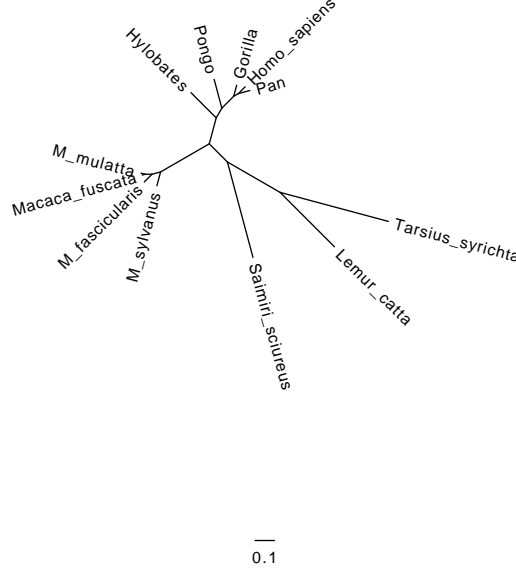 Homo_sapiens
Gorilla
Pongo
Hylobates
Pan
M_mulatta
Macaca_fuscata
M_fascicularis
M_sylvanus
Tarsius_syrichta
Lemur_catta
Saimiri_sciureus
0.1